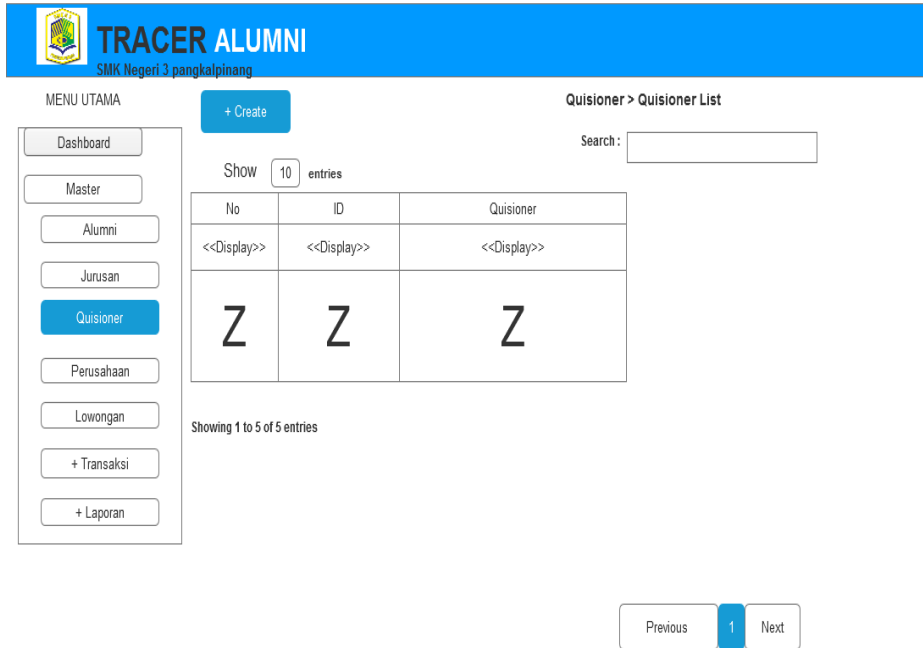 TRACER ALUMNI
SMK Negeri 3 pangkalpinang
MENU UTAMA
+ Create
Quisioner > Quisioner List
Dashboard
Search :
Master
Show 10 entries
No ID Quisioner
Alumni
<<Display>> <<Display>> <<Display>>
Jurusan
Quisioner
Z Z Z
Perusahaan
Lowongan
Showing 1 to 5 of 5 entries
+ Transaksi
+ Laporan
Previous 1 Next